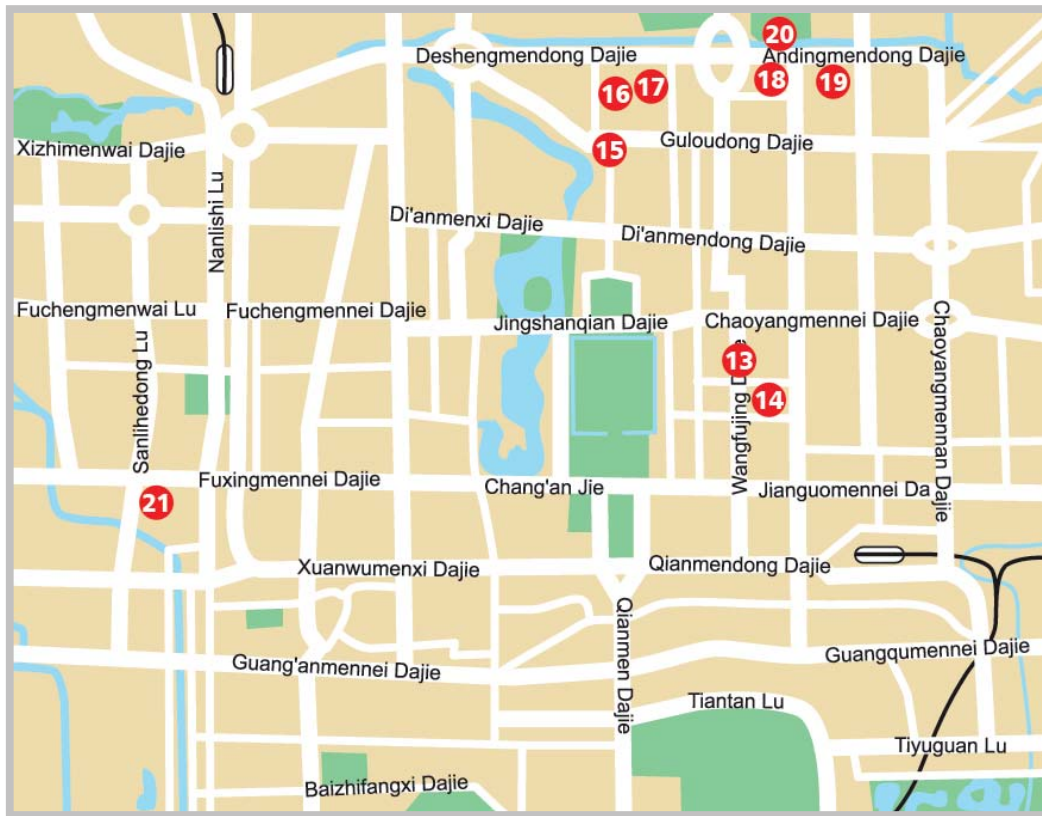 20
Deshengmendong Dajie
Andingmendong Dajie
16
17
18
19
15
Guloudong Dajie
Xizhimenwai Dajie
Nanlishi Lu
Di'anmenxi Dajie
Di'anmendong Dajie
Fuchengmenwai Lu
Fuchengmennei Dajie
Jingshanqian Dajie
Chaoyangmennei Dajie
Chaoyangmennan Dajie
Sanlihedong Lu
13
Wangfujing D
14
Fuxingmennei Dajie
Chang'an Jie
Jianguomennei Da
21
Xuanwumenxi Dajie
Qianmendong Dajie
Qianmen Dajie
Guang'anmennei Dajie
Guangqumennei Dajie
Tiantan Lu
Tiyuguan Lu
Baizhifangxi Dajie